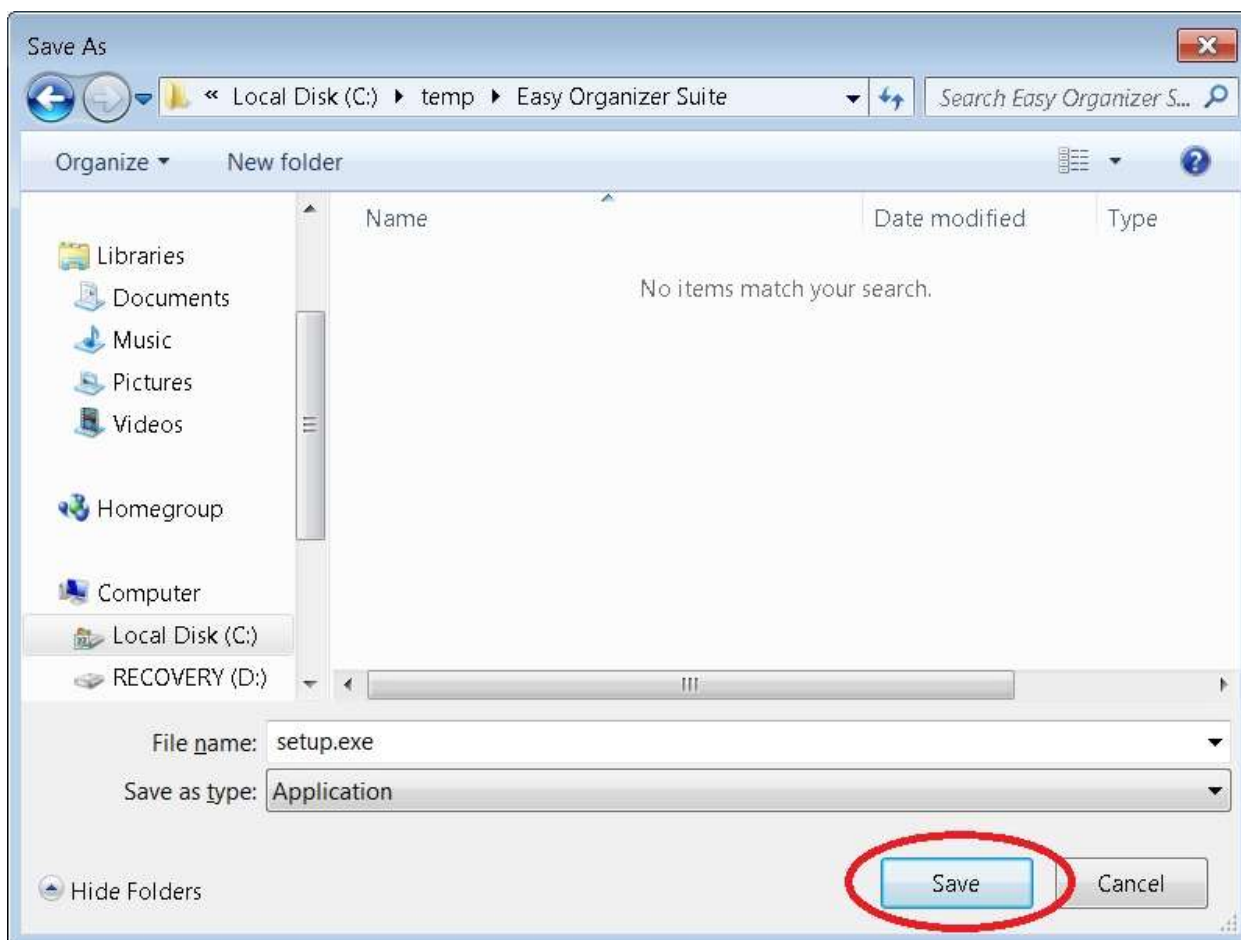 Save As
« Local Disk (C:) ▸ temp ▸ Easy Organizer Suite
Search Easy Organizer S...
Organize
New folder
Name
Date modified
Type
No items match your search.
Libraries
Documents
Music
Pictures
Videos
Homegroup
Computer
Local Disk (C:)
RECOVERY (D:)
File name: setup.exe
Save as type: Application
Hide Folders
Save
Cancel